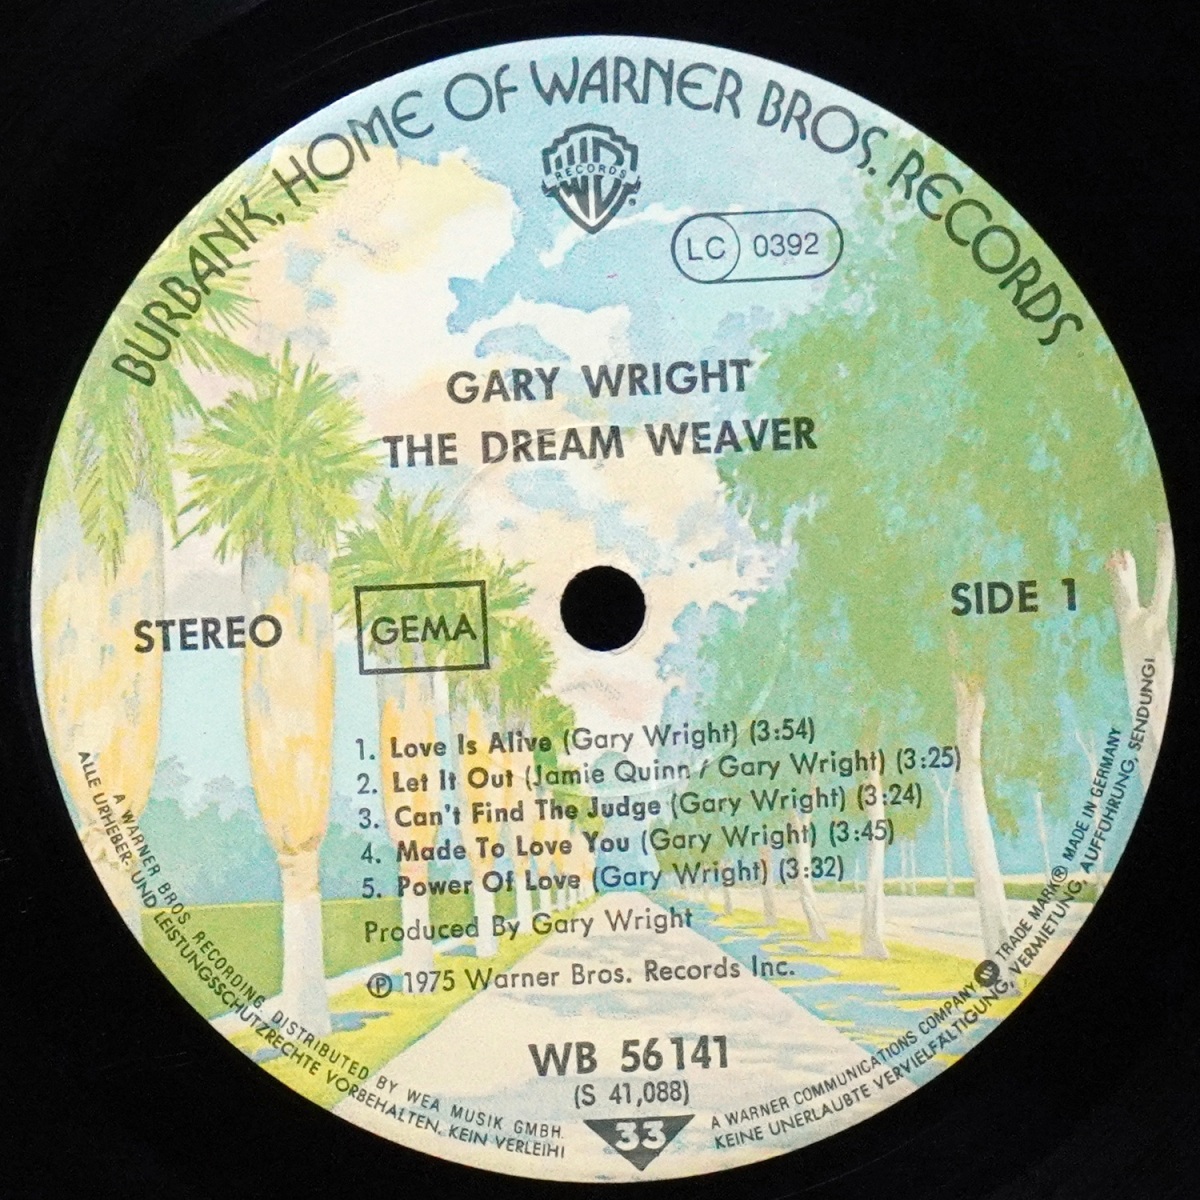 BURBANK, HOME OF WARNER BROS. RECORDS
WB
RECORDS
®
LC 0392
GARY WRIGHT
THE DREAM WEAVER
STEREO
GEMA
SIDE 1
1. Love Is Alive (Gary Wright) (3:54)
2. Let It Out (Jamie Quinn / Gary Wright) (3:25)
3. Can't Find The Judge (Gary Wright) (3:24)
4. Made To Love You (Gary Wright) (3:45)
5. Power Of Love (Gary Wright) (3:32)
Produced By Gary Wright
℗ 1975 Warner Bros. Records Inc.
WB 56 141
(S 41,088)
33
A WARNER BROS RECORDING, DISTRIBUTED BY WEA MUSIK GMBH.
A WARNER COMMUNICATIONS COMPANY TRADE MARK® MADE IN GERMANY
ALLE URHEBER- UND LEISTUNGSSCHUTZRECHTE VORBEHALTEN. KEIN VERLEIH!
KEINE UNERLAUBTE VERVIELFÄLTIGUNG, VERMIETUNG, AUFFÜHRUNG, SENDUNG!